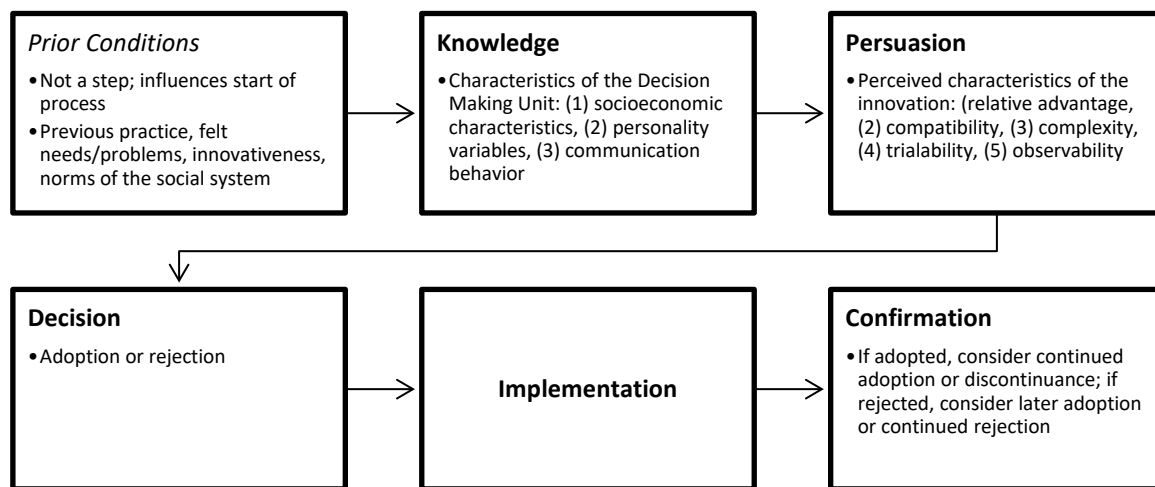 Prior Conditions
•Not a step; influences start of
process
•Previous practice, felt
needs/problems, innovativeness,
norms of the social system
Knowledge
•Characteristics of the Decision
Making Unit: (1) socioeconomic
characteristics, (2) personality
variables, (3) communication
behavior
Persuasion
•Perceived characteristics of the
innovation: (relative advantage,
(2) compatibility, (3) complexity,
(4) trialability, (5) observability
Decision
•Adoption or rejection
Implementation
Confirmation
•If adopted, consider continued
adoption or discontinuance; if
rejected, consider later adoption
or continued rejection